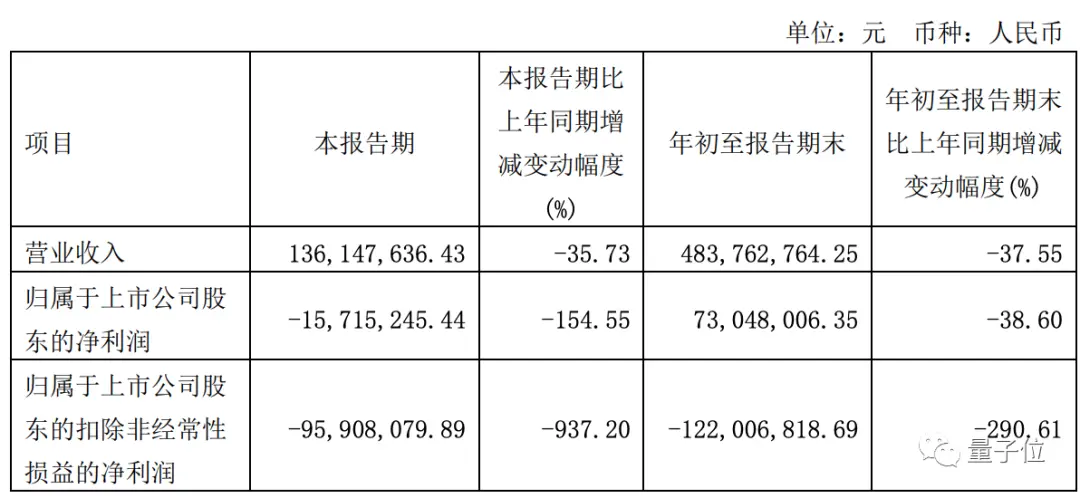 单位：元 币种：人民币
项目
本报告期
本报告期比
上年同期增
减变动幅度
(%)
年初至报告期末
年初至报告期末
比上年同期增减
变动幅度(%)
营业收入
136,147,636.43
-35.73
483,762,764.25
-37.55
归属于上市公司股
东的净利润
-15,715,245.44
-154.55
73,048,006.35
-38.60
归属于上市公司股
东的扣除非经常性
损益的净利润
-95,908,079.89
-937.20
-122,006,818.69
-290.61
量子位